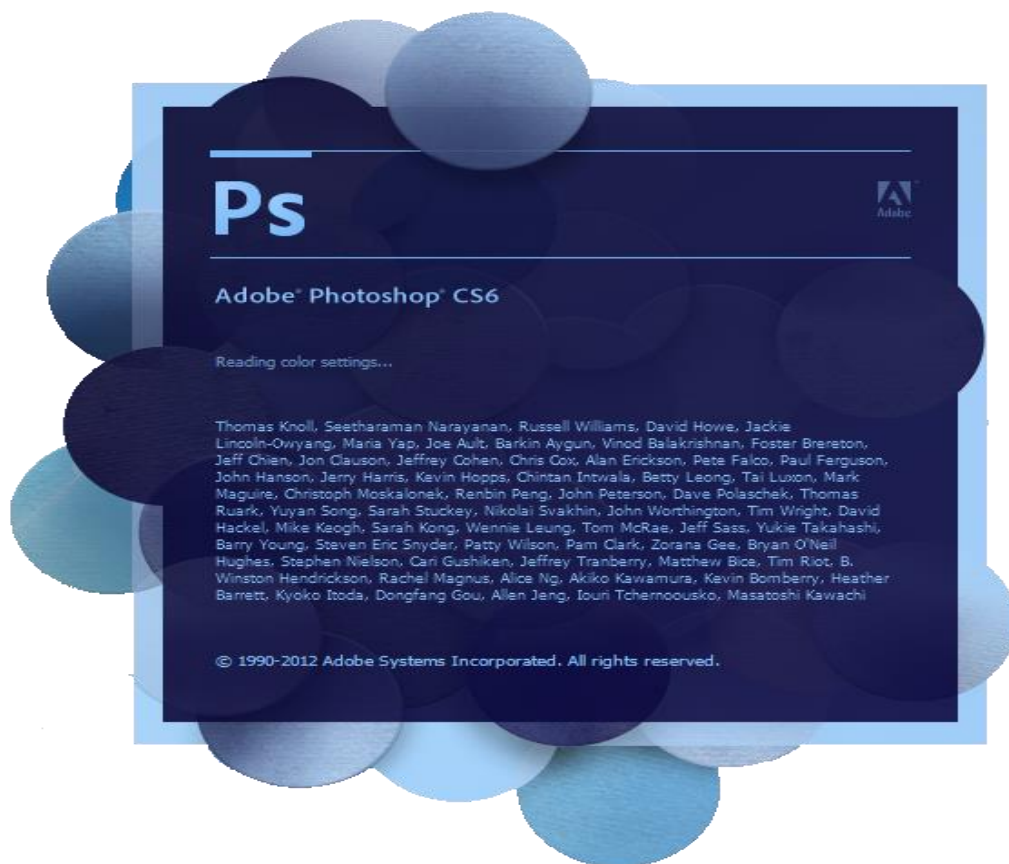 Ps
Adobe
Adobe® Photoshop® CS6
Reading color settings...
Thomas Knoll, Seetharaman Narayanan, Russell Williams, David Howe, Jackie
Lincoln-Owyang, Maria Yap, Joe Ault, Barkin Aygun, Vinod Balakrishnan, Foster Brereton,
Jeff Chien, Jon Clauson, Jeffrey Cohen, Chris Cox, Alan Erickson, Pete Falco, Paul Ferguson,
John Hanson, Jerry Harris, Kevin Hopps, Chintan Intwala, Betty Leong, Tai Luxon, Mark
Maguire, Christoph Moskalonek, Renbin Peng, John Peterson, Dave Polaschek, Thomas
Ruark, Yuyan Song, Sarah Stuckey, Nikolai Svakhin, John Worthington, Tim Wright, David
Hackel, Mike Keogh, Sarah Kong, Wennie Leung, Tom McRae, Jeff Sass, Yukie Takahashi,
Barry Young, Steven Eric Snyder, Patty Wilson, Pam Clark, Zorana Gee, Bryan O'Neil
Hughes, Stephen Nielson, Cari Gushiken, Jeffrey Tranberry, Matthew Bice, Tim Riot, B.
Winston Hendrickson, Rachel Magnus, Alice Ng, Akiko Kawamura, Kevin Bomberry, Heather
Barrett, Kyoko Itoda, Dongfang Gou, Allen Jeng, Iouri Tchernoousko, Masatoshi Kawachi
© 1990-2012 Adobe Systems Incorporated. All rights reserved.